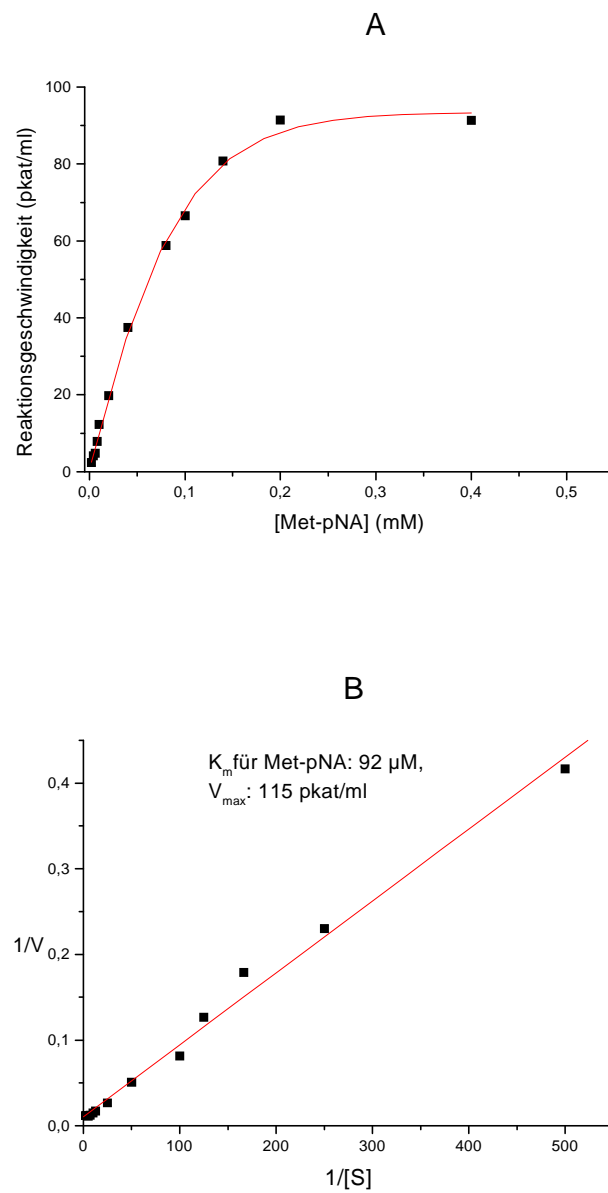 A
100
80
60
40
20
0
Reaktionsgeschwindigkeit (pkat/ml)
0,0 0,1 0,2 0,3 0,4 0,5
[Met-pNA] (mM)
B
K_m für Met-pNA: 92 µM,
V_max: 115 pkat/ml
0,4
0,3
0,2
0,1
0,0
1/V
0 100 200 300 400 500
1/[S]